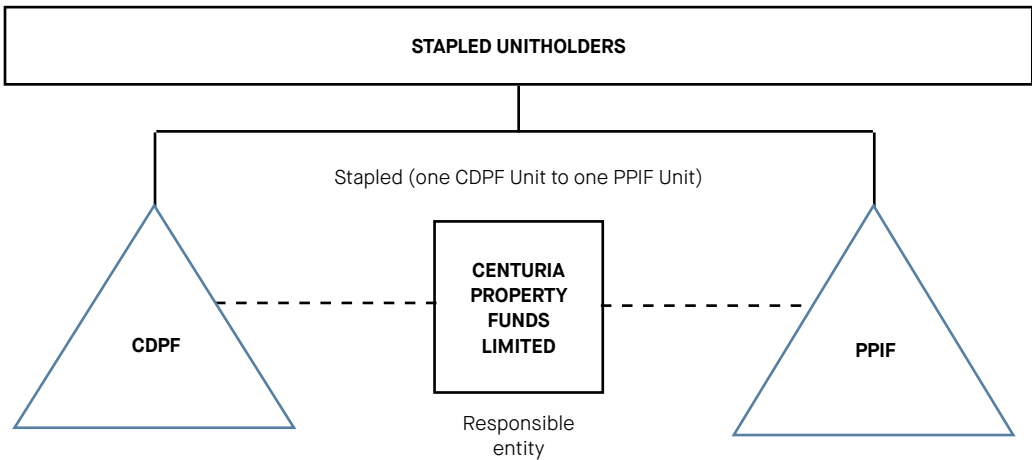 STAPLED UNITHOLDERS
Stapled (one CDPF Unit to one PPIF Unit)
CENTURIA
PROPERTY
FUNDS
LIMITED
CDPF
PPIF
Responsible
entity